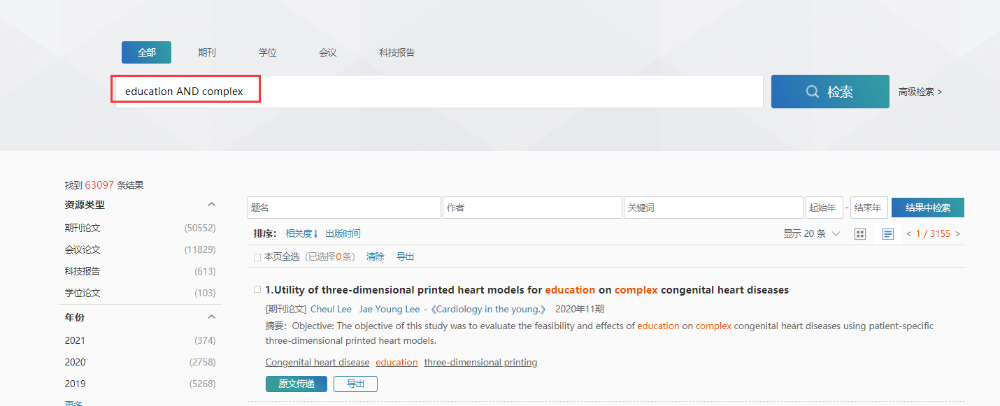 全部 期刊 学位 会议 科技报告
education AND complex 检索 高级检索 >
找到 63097 条结果
资源类型
期刊论文 (50552)
会议论文 (11829)
科技报告 (613)
学位论文 (103)
年份
2021 (374)
2020 (2758)
2019 (5268)
更多
题名 作者 关键词 起始年 - 结束年 结果中检索
排序： 相关度 出版时间 显示 20 条 < 1 / 3155 >
本页全选 (已选择0条) 清除 导出
1.Utility of three-dimensional printed heart models for education on complex congenital heart diseases
[期刊论文] Cheul Lee Jae Young Lee -《Cardiology in the young.》 2020年11期
摘要：Objective: The objective of this study was to evaluate the feasibility and effects of education on complex congenital heart diseases using patient-specific
three-dimensional printed heart models.
Congenital heart disease education three-dimensional printing
原文传递 导出